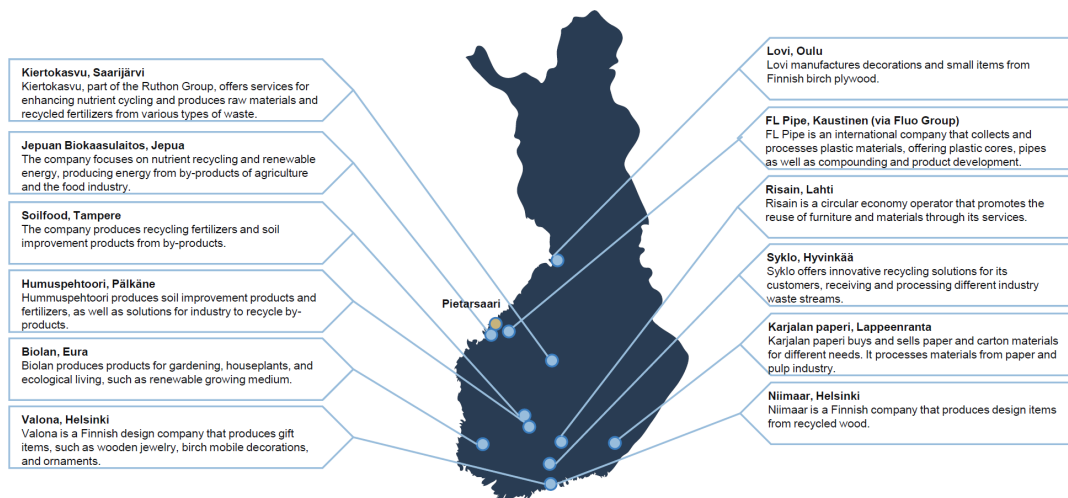 Kiertokasvu, Saarijärvi
Kiertokasvu, part of the Ruthon Group, offers services for
enhancing nutrient cycling and produces raw materials and
recycled fertilizers from various types of waste.
Jepuan Biokaasulaitos, Jepua
The company focuses on nutrient recycling and renewable
energy, producing energy from by-products of agriculture
and the food industry.
Soilfood, Tampere
The company produces recycling fertilizers and soil
improvement products from by-products.
Humuspehtoori, Pälkäne
Hummuspehtoori produces soil improvement products and
fertilizers, as well as solutions for industry to recycle by-
products.
Biolan, Eura
Biolan produces products for gardening, houseplants, and
ecological living, such as renewable growing medium.
Valona, Helsinki
Valona is a Finnish design company that produces gift
items, such as wooden jewelry, birch mobile decorations,
and ornaments.
Pietarsaari
Lovi, Oulu
Lovi manufactures decorations and small items from
Finnish birch plywood.
FL Pipe, Kaustinen (via Fluo Group)
FL Pipe is an international company that collects and
processes plastic materials, offering plastic cores, pipes
as well as compounding and product development.
Risain, Lahti
Risain is a circular economy operator that promotes the
reuse of furniture and materials through its services.
Syklo, Hyvinkää
Syklo offers innovative recycling solutions for its
customers, receiving and processing different industry
waste streams.
Karjalan paperi, Lappeenranta
Karjalan paperi buys and sells paper and carton materials
for different needs. It processes materials from paper and
pulp industry.
Niimaar, Helsinki
Niimaar is a Finnish company that produces design items
from recycled wood.